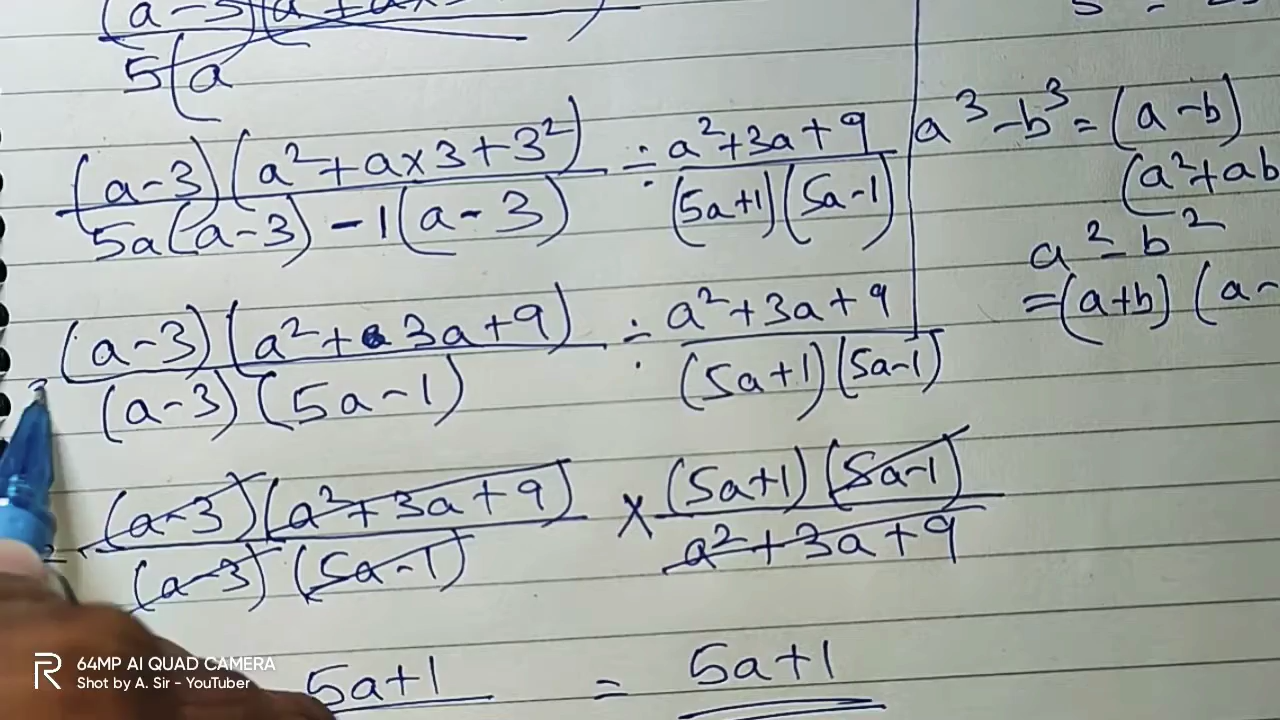 5(a
(a-3)(a²+a×3+3²) ÷ a²+3a+9
5a(a-3)-1(a-3) (5a+1)(5a-1)
(a-3)(a²+3a+9) ÷ a²+3a+9
(a-3)(5a-1) (5a+1)(5a-1)
= (a-3)(a²+3a+9) × (5a+1)(5a-1)
(a-3)(5a-1) a²+3a+9
5a+1 = 5a+1
a³-b³=(a-b)
(a²+ab
a²-b²
=(a+b)(a-
64MP AI QUAD CAMERA
Shot by A. Sir - YouTuber